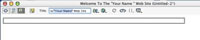 Welcome To The "Your Name" Web Site (Untitled-2*)
Title: